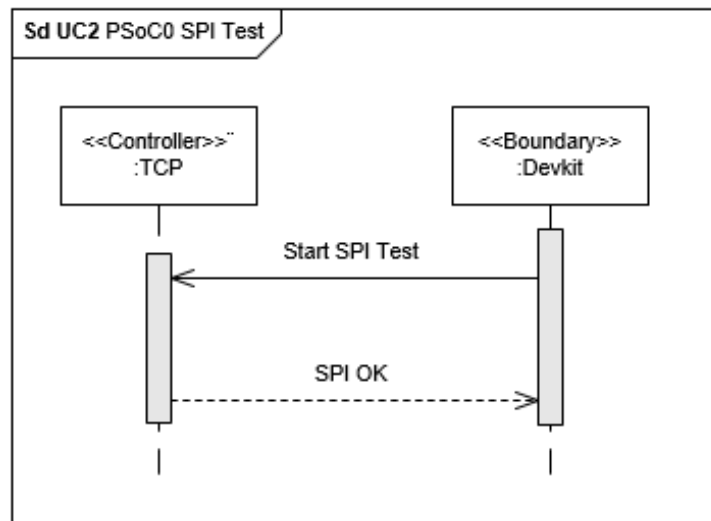 Sd UC2 PSoC0 SPI Test
<<Controller>>¨
:TCP
<<Boundary>>
:Devkit
Start SPI Test
SPI OK